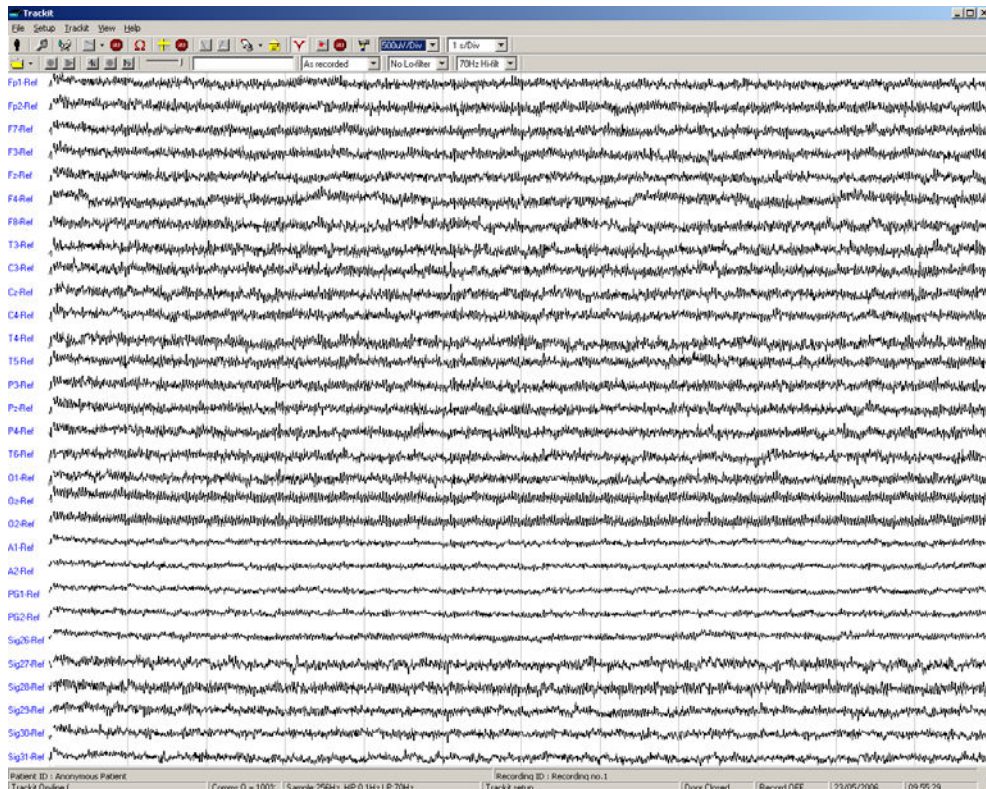 Trackit
File Setup Trackit View Help
500uV/Div 1 s/Div
As recorded No Lo-filter 70Hz Hi-filt
Fp1-Ref
Fp2-Ref
F7-Ref
F3-Ref
Fz-Ref
F4-Ref
F8-Ref
T3-Ref
C3-Ref
Cz-Ref
C4-Ref
T4-Ref
T5-Ref
P3-Ref
Pz-Ref
P4-Ref
T6-Ref
O1-Ref
Oz-Ref
O2-Ref
A1-Ref
A2-Ref
PG1-Ref
PG2-Ref
Sig26-Ref
Sig27-Ref
Sig28-Ref
Sig29-Ref
Sig30-Ref
Sig31-Ref
Patient ID : Anonymous Patient Recording ID : Recording no.1
Trackit Comms Q = 100% Sample 256Hz, HP 0.1Hz LP 70Hz Trackit setup Door Closed Record OFF 23/05/2006 09:55:29